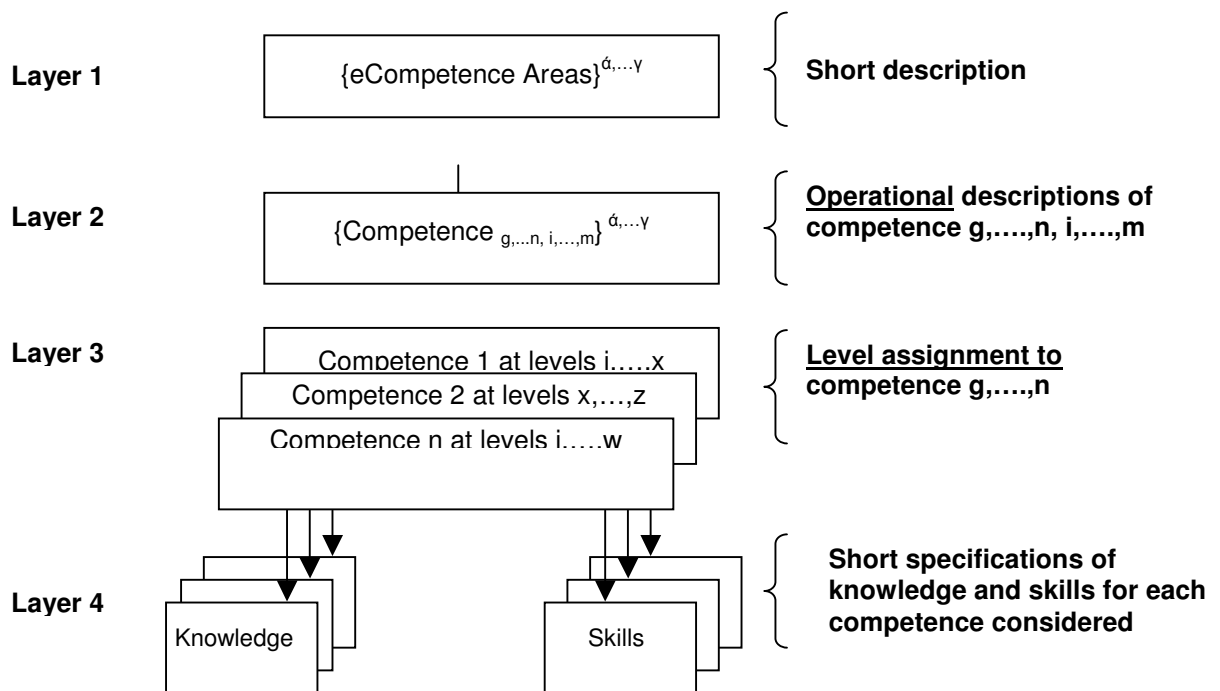 Layer 1
{eCompetence Areas}ά,…γ
Short description
Layer 2
{Competence g,...n, i,…,m} ά,…γ
Operational descriptions of
competence g,….,n, i,….,m
Layer 3
Competence 1 at levels i…..x
Competence 2 at levels x,…,z
Competence n at levels i…..w
Level assignment to
competence g,….,n
Layer 4
Knowledge
Skills
Short specifications of
knowledge and skills for each
competence considered